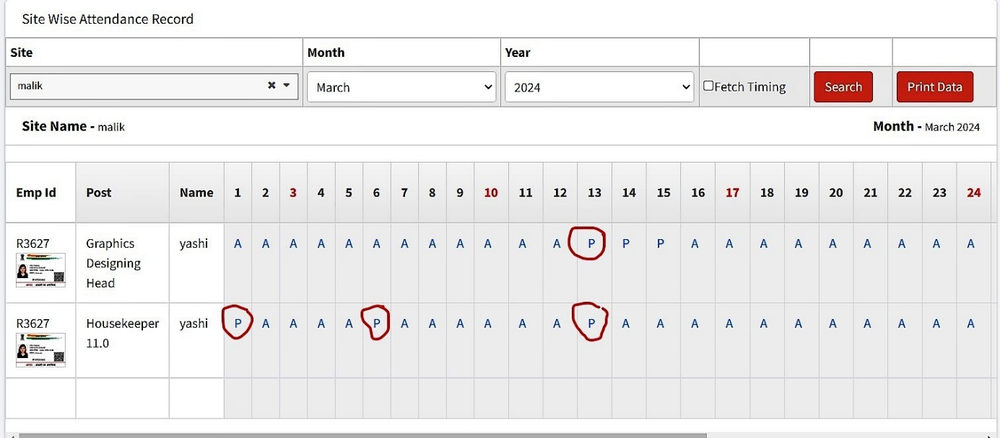 Site Wise Attendance Record
Site Month Year
malik March 2024 Fetch Timing Search Print Data
Site Name - malik Month - March 2024
Emp Id Post Name 1 2 3 4 5 6 7 8 9 10 11 12 13 14 15 16 17 18 19 20 21 22 23 24
R3627 Graphics yashi A A A A A A A A A A A A P P P A A A A A A A A A
Designing
Head
R3627 Housekeeper yashi P A A A A P A A A A A A P A A A A A A A A A A A
11.0